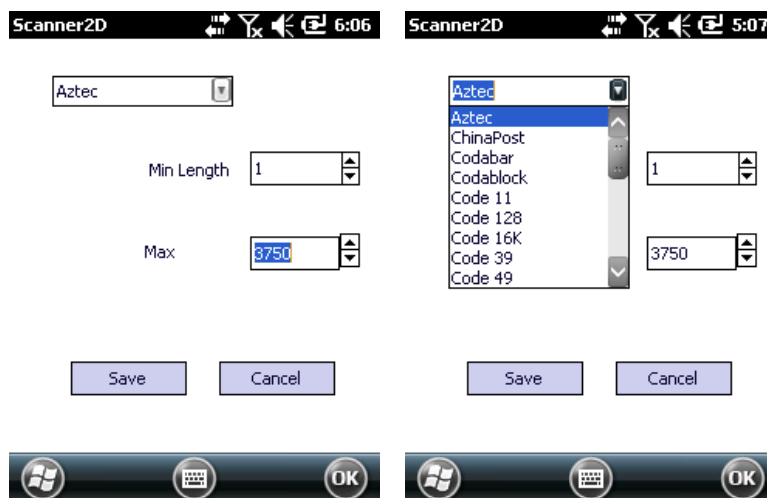 Scanner2D 6:06
Aztec
Min Length 1
Max 3750
Save Cancel
OK
Scanner2D 5:07
Aztec
Aztec
ChinaPost
Codabar
Codablock
Code 11
Code 128
Code 16K
Code 39
Code 49
1
3750
Save Cancel
OK